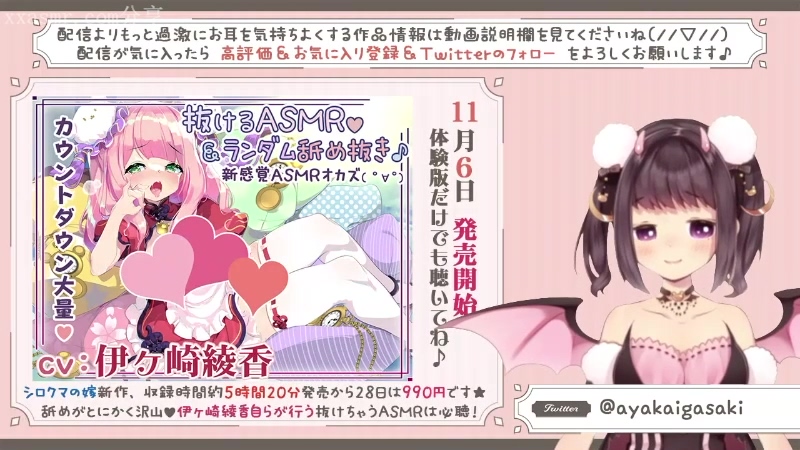 xxasmr.com分享
配信よりもっと過激にお耳を気持ちよくする作品情報は動画説明欄を見てくださいね(//▽//)
配信が気に入ったら 高評価&お気に入り登録&Twitterのフォロー をよろしくお願いします♪
抜けるASMR♥
&ランダム舐め抜き♪
新感覚ASMRオカズ(°∀°)
カウントダウン大量♥
cv:伊ヶ崎綾香
11月6日 発売開始
体験版だけでも聴いてね♪
シロクマの嫁新作、収録時間約5時間20分発売から28日は990円です★
舐めがとにかく沢山♥伊ヶ崎綾香自らが行う抜けちゃうASMRは必聴!
Twitter
@ayakaigasaki